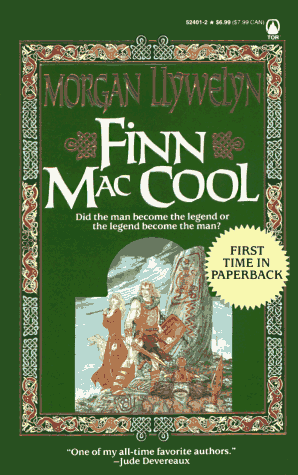 52401-2 ★ $6.99 ($7.99 CAN)
TOR
MORGAN LLYWELYN
FINN
MAC COOL
Did the man become the legend or
the legend become the man?
FIRST
TIME IN
PAPERBACK
"One of my all-time favorite authors."
—Jude Devereaux